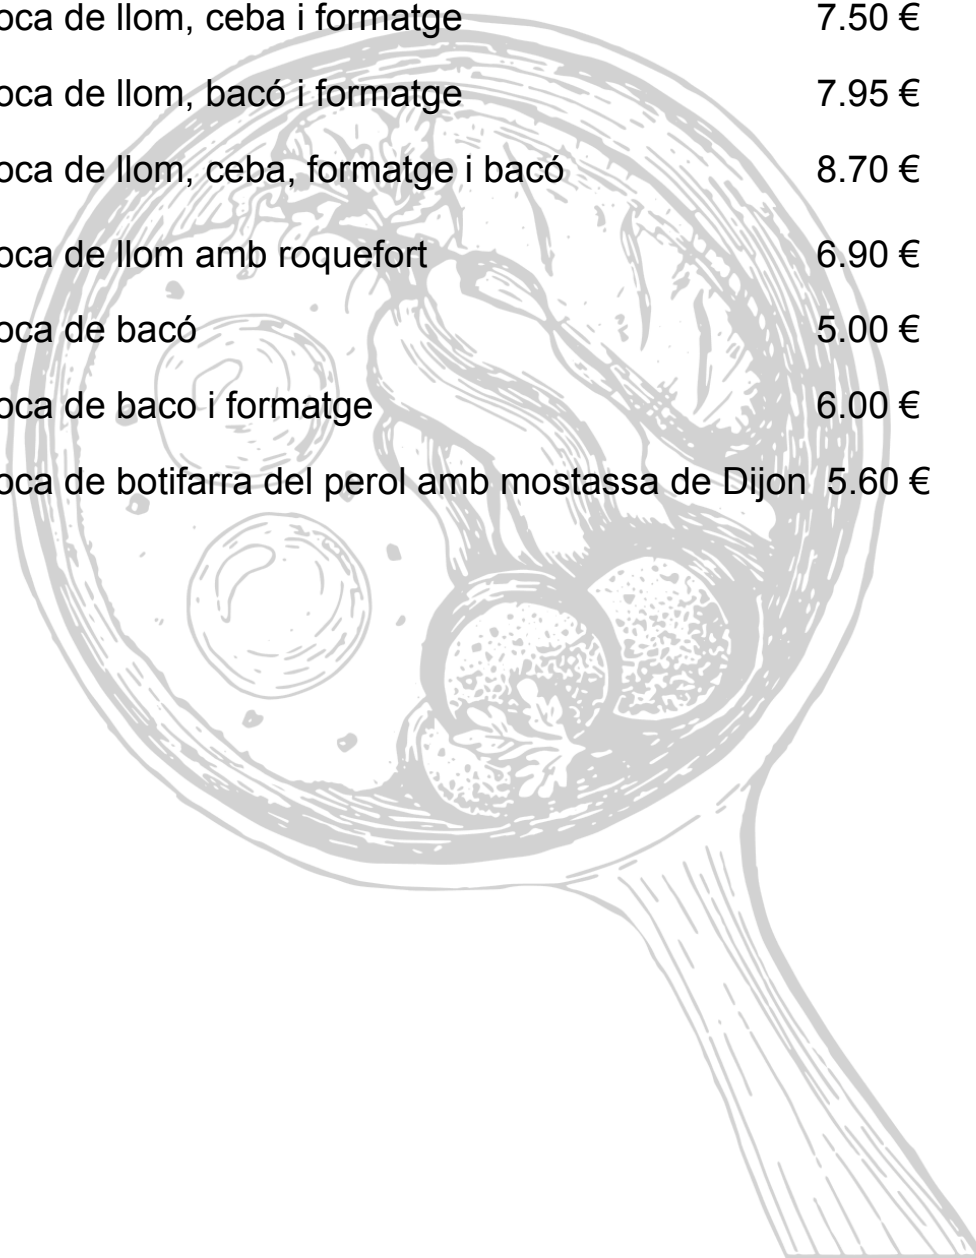 oca de llom, ceba i formatge 7.50 €
oca de llom, bacó i formatge 7.95 €
oca de llom, ceba, formatge i bacó 8.70 €
oca de llom amb roquefort 6.90 €
oca de bacó 5.00 €
oca de baco i formatge 6.00 €
oca de botifarra del perol amb mostassa de Dijon 5.60 €